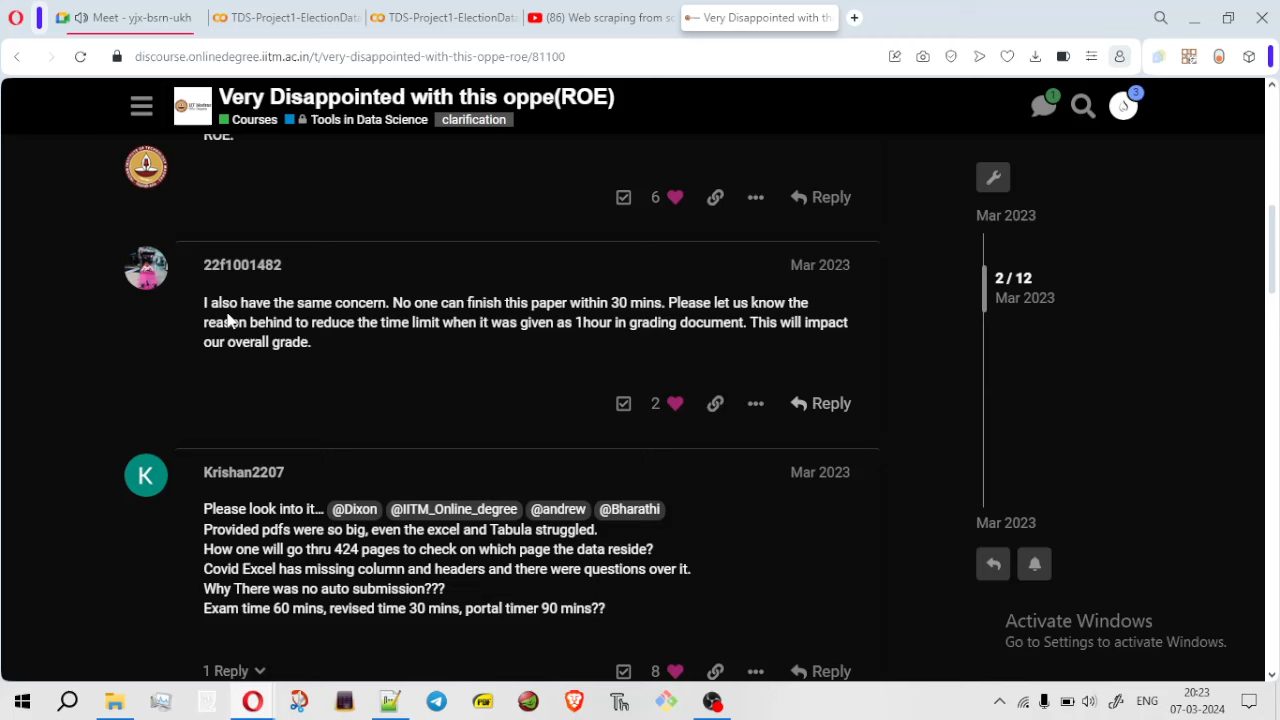 Meet - yjx-bsrn-ukh
TDS-Project1-ElectionData
TDS-Project1-ElectionData
(86) Web scraping from sc
Very Disappointed with th
discourse.onlinedegree.iitm.ac.in/t/very-disappointed-with-this-oppe-roe/81100
Very Disappointed with this oppe(ROE)
Courses Tools in Data Science clarification
1
3
ROE.
6 Reply
Mar 2023
2 / 12
Mar 2023
Mar 2023
22f1001482 Mar 2023
I also have the same concern. No one can finish this paper within 30 mins. Please let us know the
reason behind to reduce the time limit when it was given as 1hour in grading document. This will impact
our overall grade.
2 Reply
K
Krishan2207 Mar 2023
Please look into it… @Dixon @IITM_Online_degree @andrew @Bharathi
Provided pdfs were so big, even the excel and Tabula struggled.
How one will go thru 424 pages to check on which page the data reside?
Covid Excel has missing column and headers and there were questions over it.
Why There was no auto submission???
Exam time 60 mins, revised time 30 mins, portal timer 90 mins??
1 Reply
8 Reply
Activate Windows
Go to Settings to activate Windows.
ENG
20:23
07-03-2024